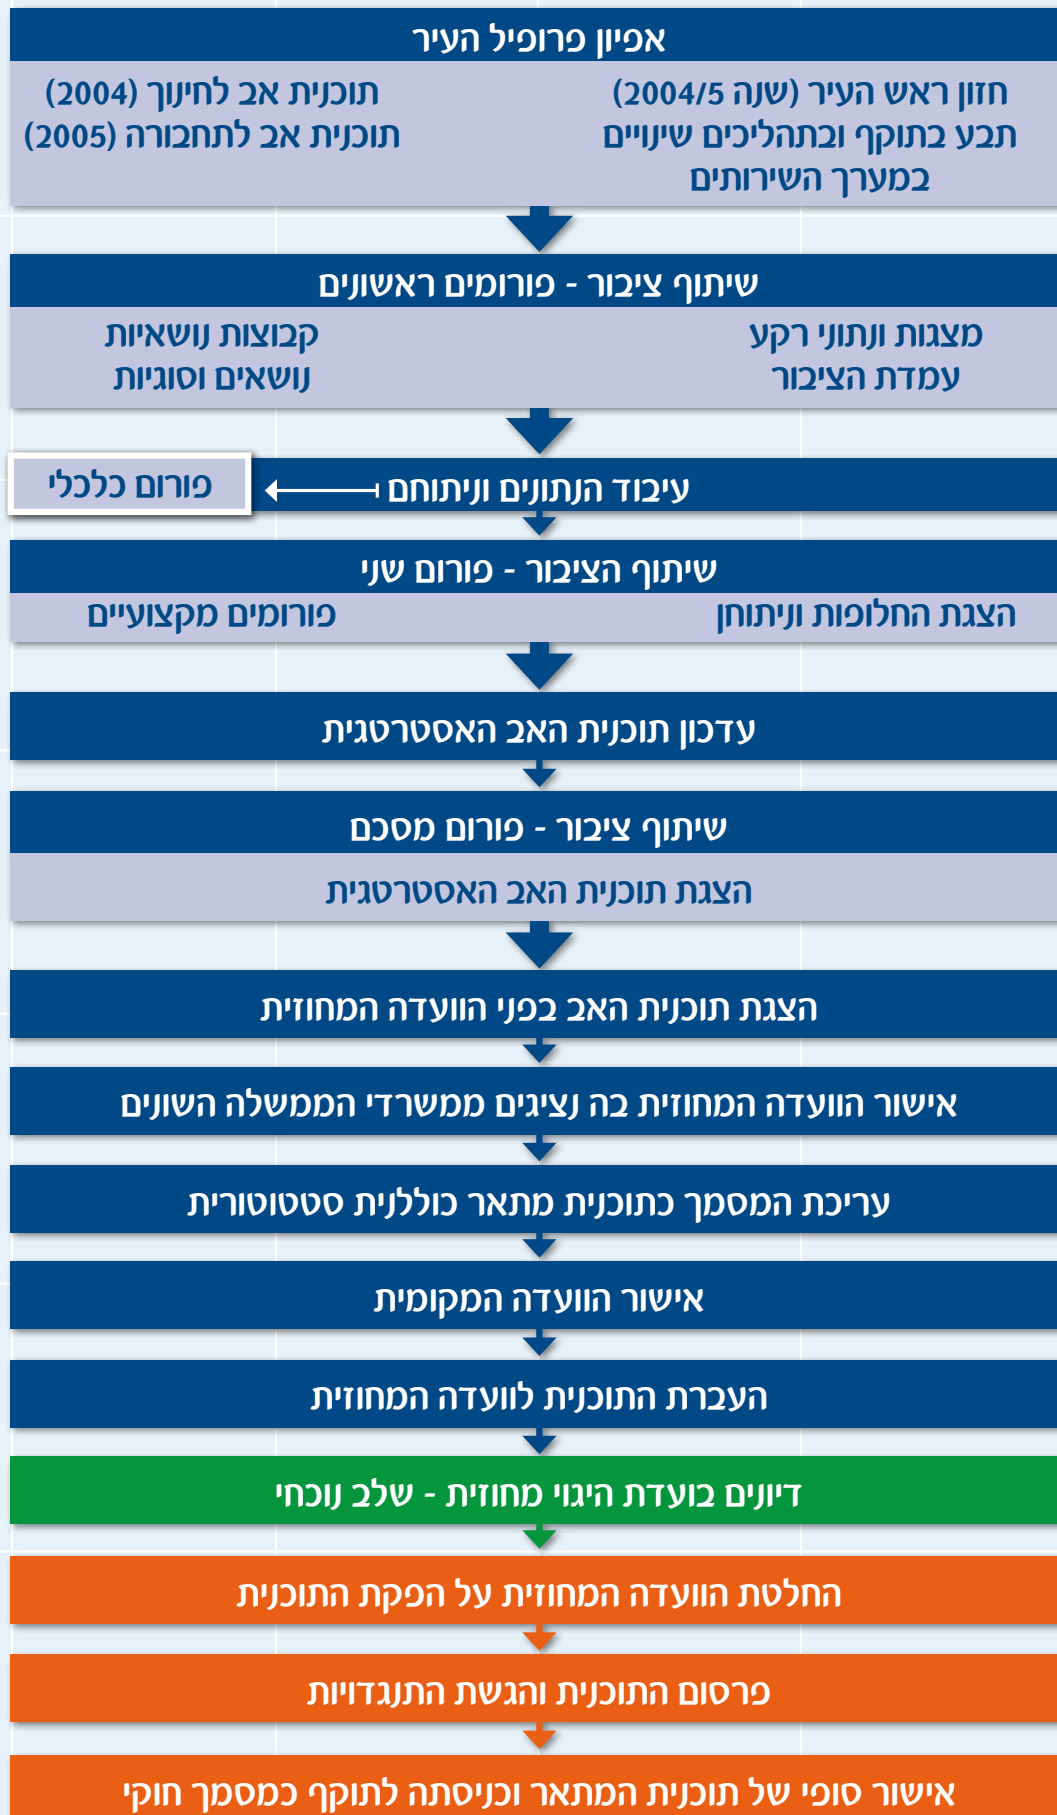 אפיון פרופיל העיר
חזון ראש העיר (שנה 2004/5)
תבע בתוקף ובתהליכים שינויים
במערך השירותים
תוכנית אב לחינוך (2004)
תוכנית אב לתחבורה (2005)
שיתוף ציבור - פורומים ראשונים
מצגות ונתוני רקע
עמדת הציבור
קבוצות נושאיות
נושאים וסוגיות
עיבוד הנתונים וניתוחם
פורום כלכלי
שיתוף הציבור - פורום שני
הצגת החלופות וניתוחן
פורומים מקצועיים
עדכון תוכנית האב האסטרטגית
שיתוף ציבור - פורום מסכם
הצגת תוכנית האב האסטרטגית
הצגת תוכנית האב בפני הוועדה המחוזית
אישור הוועדה המחוזית בה נציגים ממשרדי הממשלה השונים
עריכת המסמך כתוכנית מתאר כוללנית סטטוטורית
אישור הוועדה המקומית
העברת התוכנית לוועדה המחוזית
דיונים בועדת היגוי מחוזית - שלב נוכחי
החלטת הוועדה המחוזית על הפקת התוכנית
פרסום התוכנית והגשת התנגדויות
אישור סופי של תוכנית המתאר וכניסתה לתוקף כמסמך חוקי